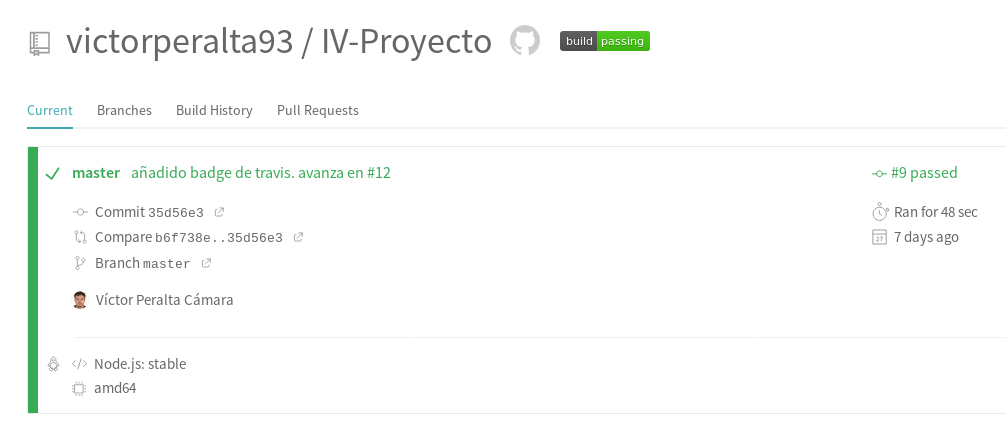 victorperalta93 / IV-Proyecto build passing
Current Branches Build History Pull Requests
master añadido badge de travis. avanza en #12 #9 passed
Commit 35d56e3 Ran for 48 sec
Compare b6f738e..35d56e3 7 days ago
Branch master
Víctor Peralta Cámara
Node.js: stable
amd64